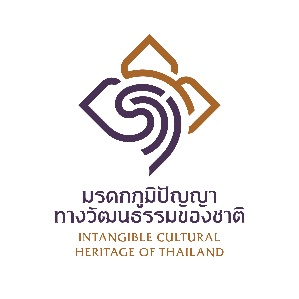 มรดกภูมิปัญญา
ทางวัฒนธรรมของชาติ
INTANGIBLE CULTURAL
HERITAGE OF THAILAND